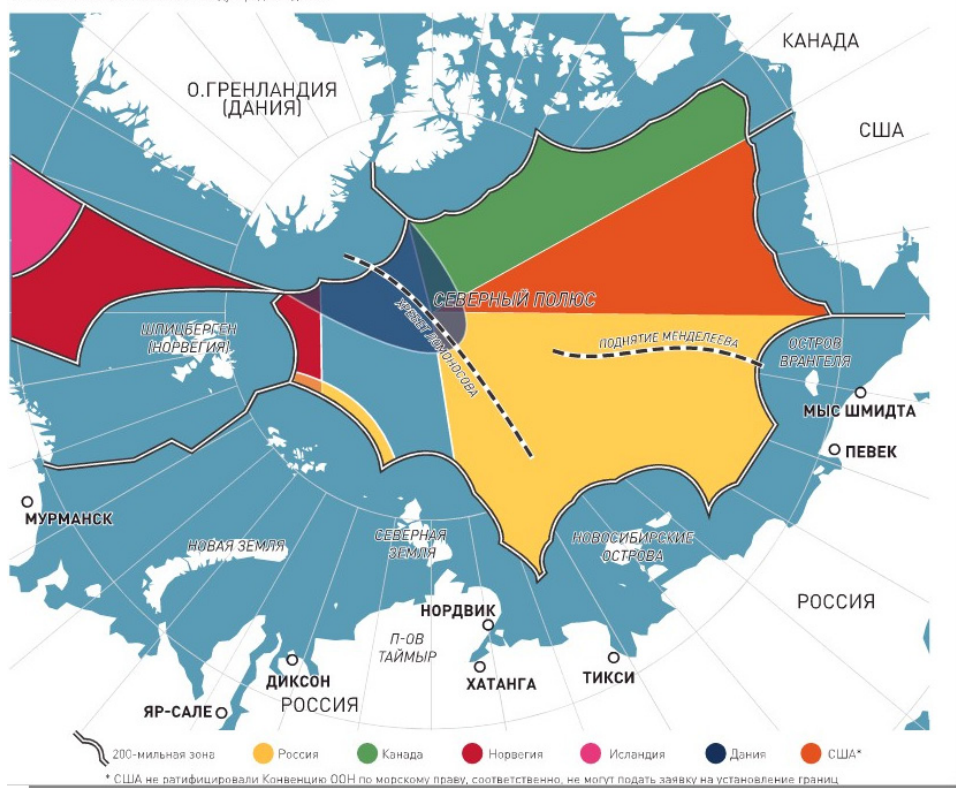 КАНАДА
О.ГРЕНЛАНДИЯ
(ДАНИЯ)
США
СЕВЕРНЫЙ ПОЛЮС
ХРЕБЕТ ЛОМОНОСОВА
ШПИЦБЕРГЕН
(НОРВЕГИЯ)
ПОДНЯТИЕ МЕНДЕЛЕЕВА
ОСТРОВ
ВРАНГЕЛЯ
МЫС ШМИДТА
ПЕВЕК
МУРМАНСК
НОВАЯ ЗЕМЛЯ
СЕВЕРНАЯ
ЗЕМЛЯ
НОВОСИБИРСКИЕ
ОСТРОВА
РОССИЯ
НОРДВИК
П-ОВ
ТАЙМЫР
ДИКСОН
ХАТАНГА
ТИКСИ
ЯР-САЛЕ
РОССИЯ
200-мильная зона Россия Канада Норвегия Исландия Дания США*
* США не ратифицировали Конвенцию ООН по морскому праву, соответственно, не могут подать заявку на установление границ